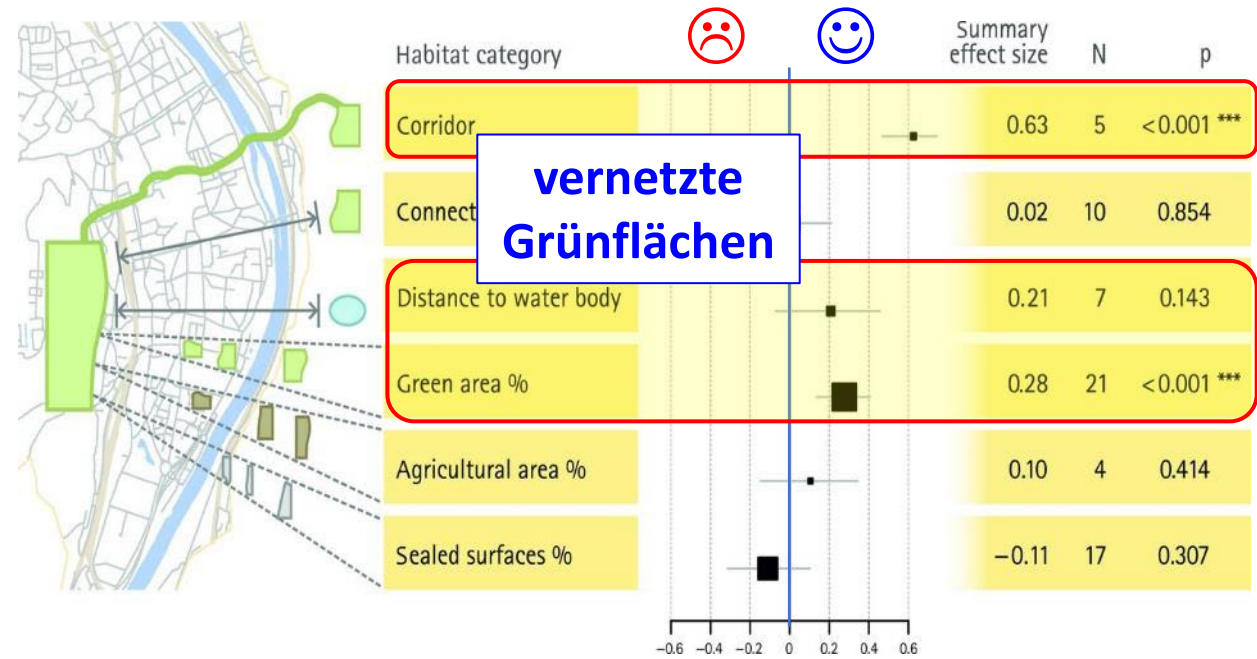 Habitat category
Summary
effect size N p
Corridor 0.63 5 <0.001 ***
vernetzte
Grünflächen
Connect 0.02 10 0.854
Distance to water body 0.21 7 0.143
Green area % 0.28 21 <0.001 ***
Agricultural area % 0.10 4 0.414
Sealed surfaces % −0.11 17 0.307
−0.6 −0.4 −0.2 0 0.2 0.4 0.6